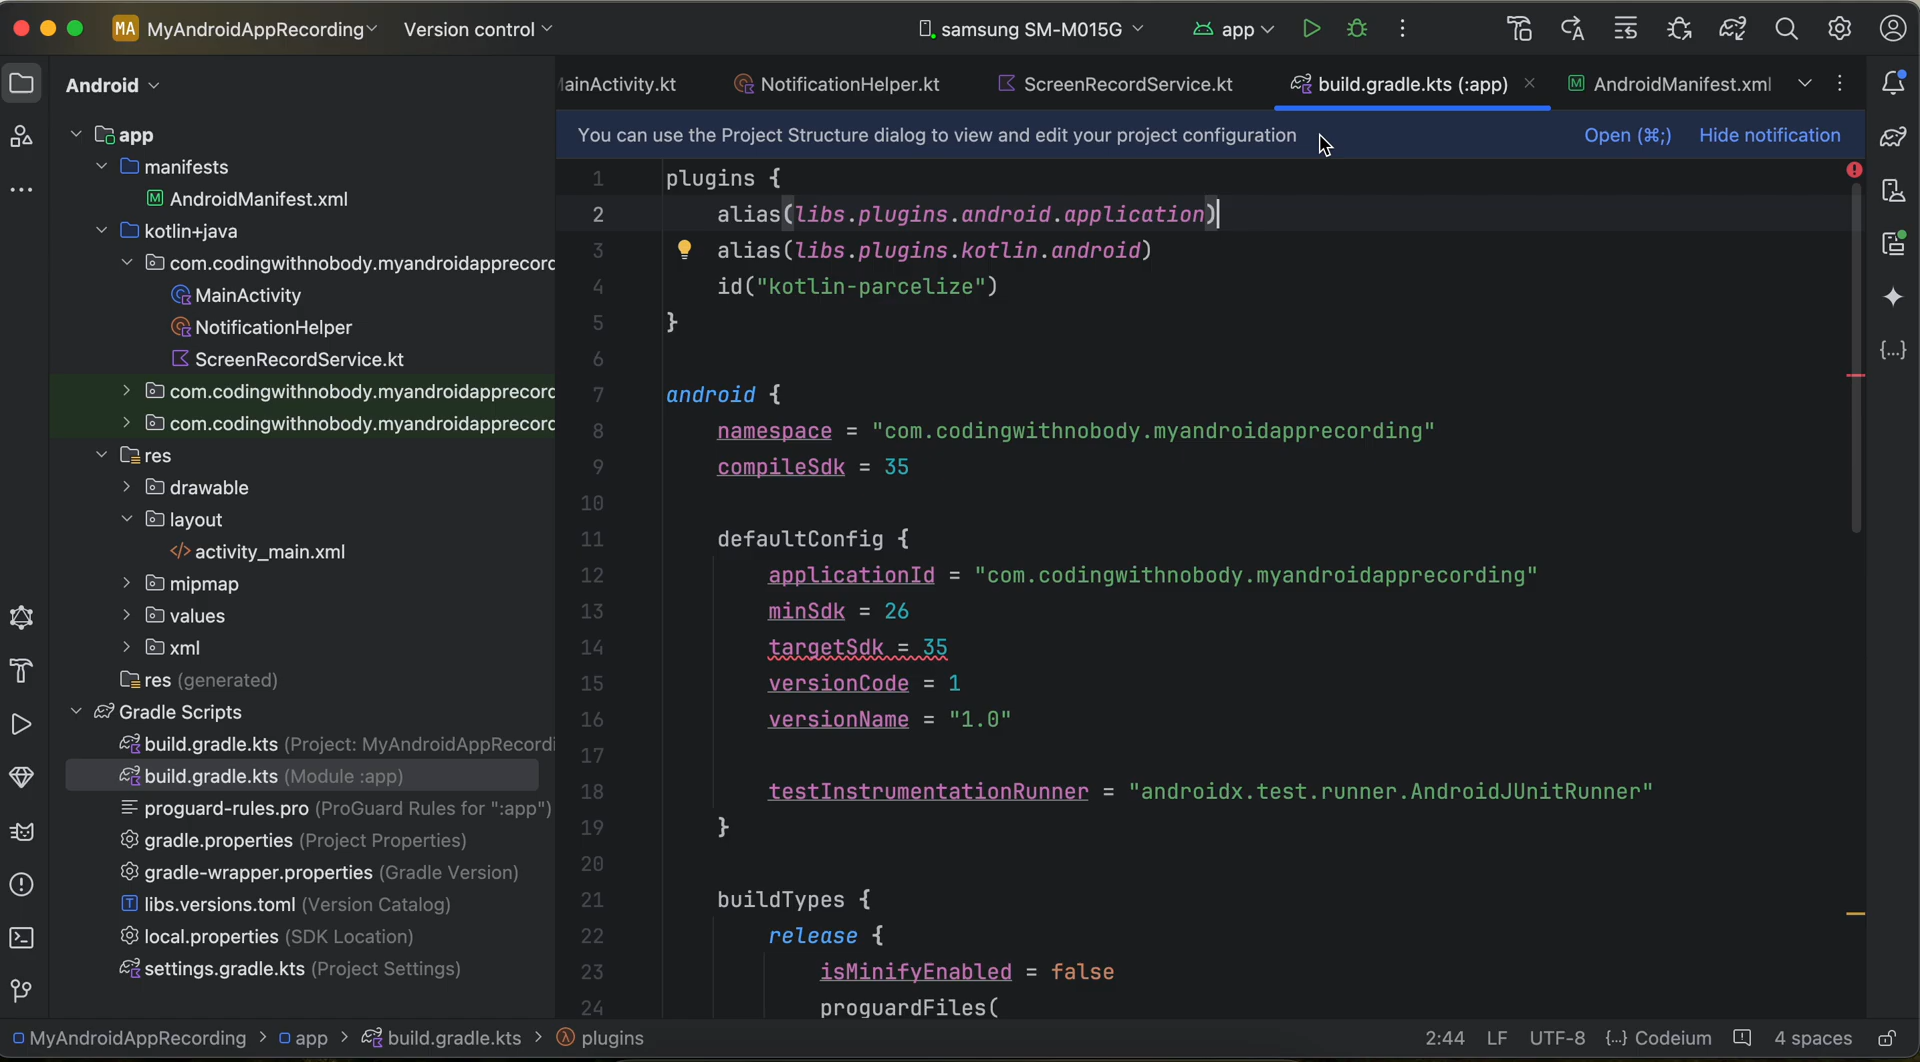 MA MyAndroidAppRecording Version control samsung SM-M015G app
Android
app
manifests
AndroidManifest.xml
kotlin+java
com.codingwithnobody.myandroidapprecord
MainActivity
NotificationHelper
ScreenRecordService.kt
com.codingwithnobody.myandroidapprecord
com.codingwithnobody.myandroidapprecord
res
drawable
layout
activity_main.xml
mipmap
values
xml
res (generated)
Gradle Scripts
build.gradle.kts (Project: MyAndroidAppRecordi
build.gradle.kts (Module :app)
proguard-rules.pro (ProGuard Rules for ":app")
gradle.properties (Project Properties)
gradle-wrapper.properties (Gradle Version)
libs.versions.toml (Version Catalog)
local.properties (SDK Location)
settings.gradle.kts (Project Settings)
ainActivity.kt NotificationHelper.kt ScreenRecordService.kt build.gradle.kts (:app) AndroidManifest.xml
You can use the Project Structure dialog to view and edit your project configuration Open (⌘;) Hide notification
1 plugins {
2 alias(libs.plugins.android.application)
3 alias(libs.plugins.kotlin.android)
4 id("kotlin-parcelize")
5 }
6
7 android {
8 namespace = "com.codingwithnobody.myandroidapprecording"
9 compileSdk = 35
10
11 defaultConfig {
12 applicationId = "com.codingwithnobody.myandroidapprecording"
13 minSdk = 26
14 targetSdk = 35
15 versionCode = 1
16 versionName = "1.0"
17
18 testInstrumentationRunner = "androidx.test.runner.AndroidJUnitRunner"
19 }
20
21 buildTypes {
22 release {
23 isMinifyEnabled = false
24 proguardFiles(
MyAndroidAppRecording > app > build.gradle.kts > plugins 2:44 LF UTF-8 {...} Codeium 4 spaces